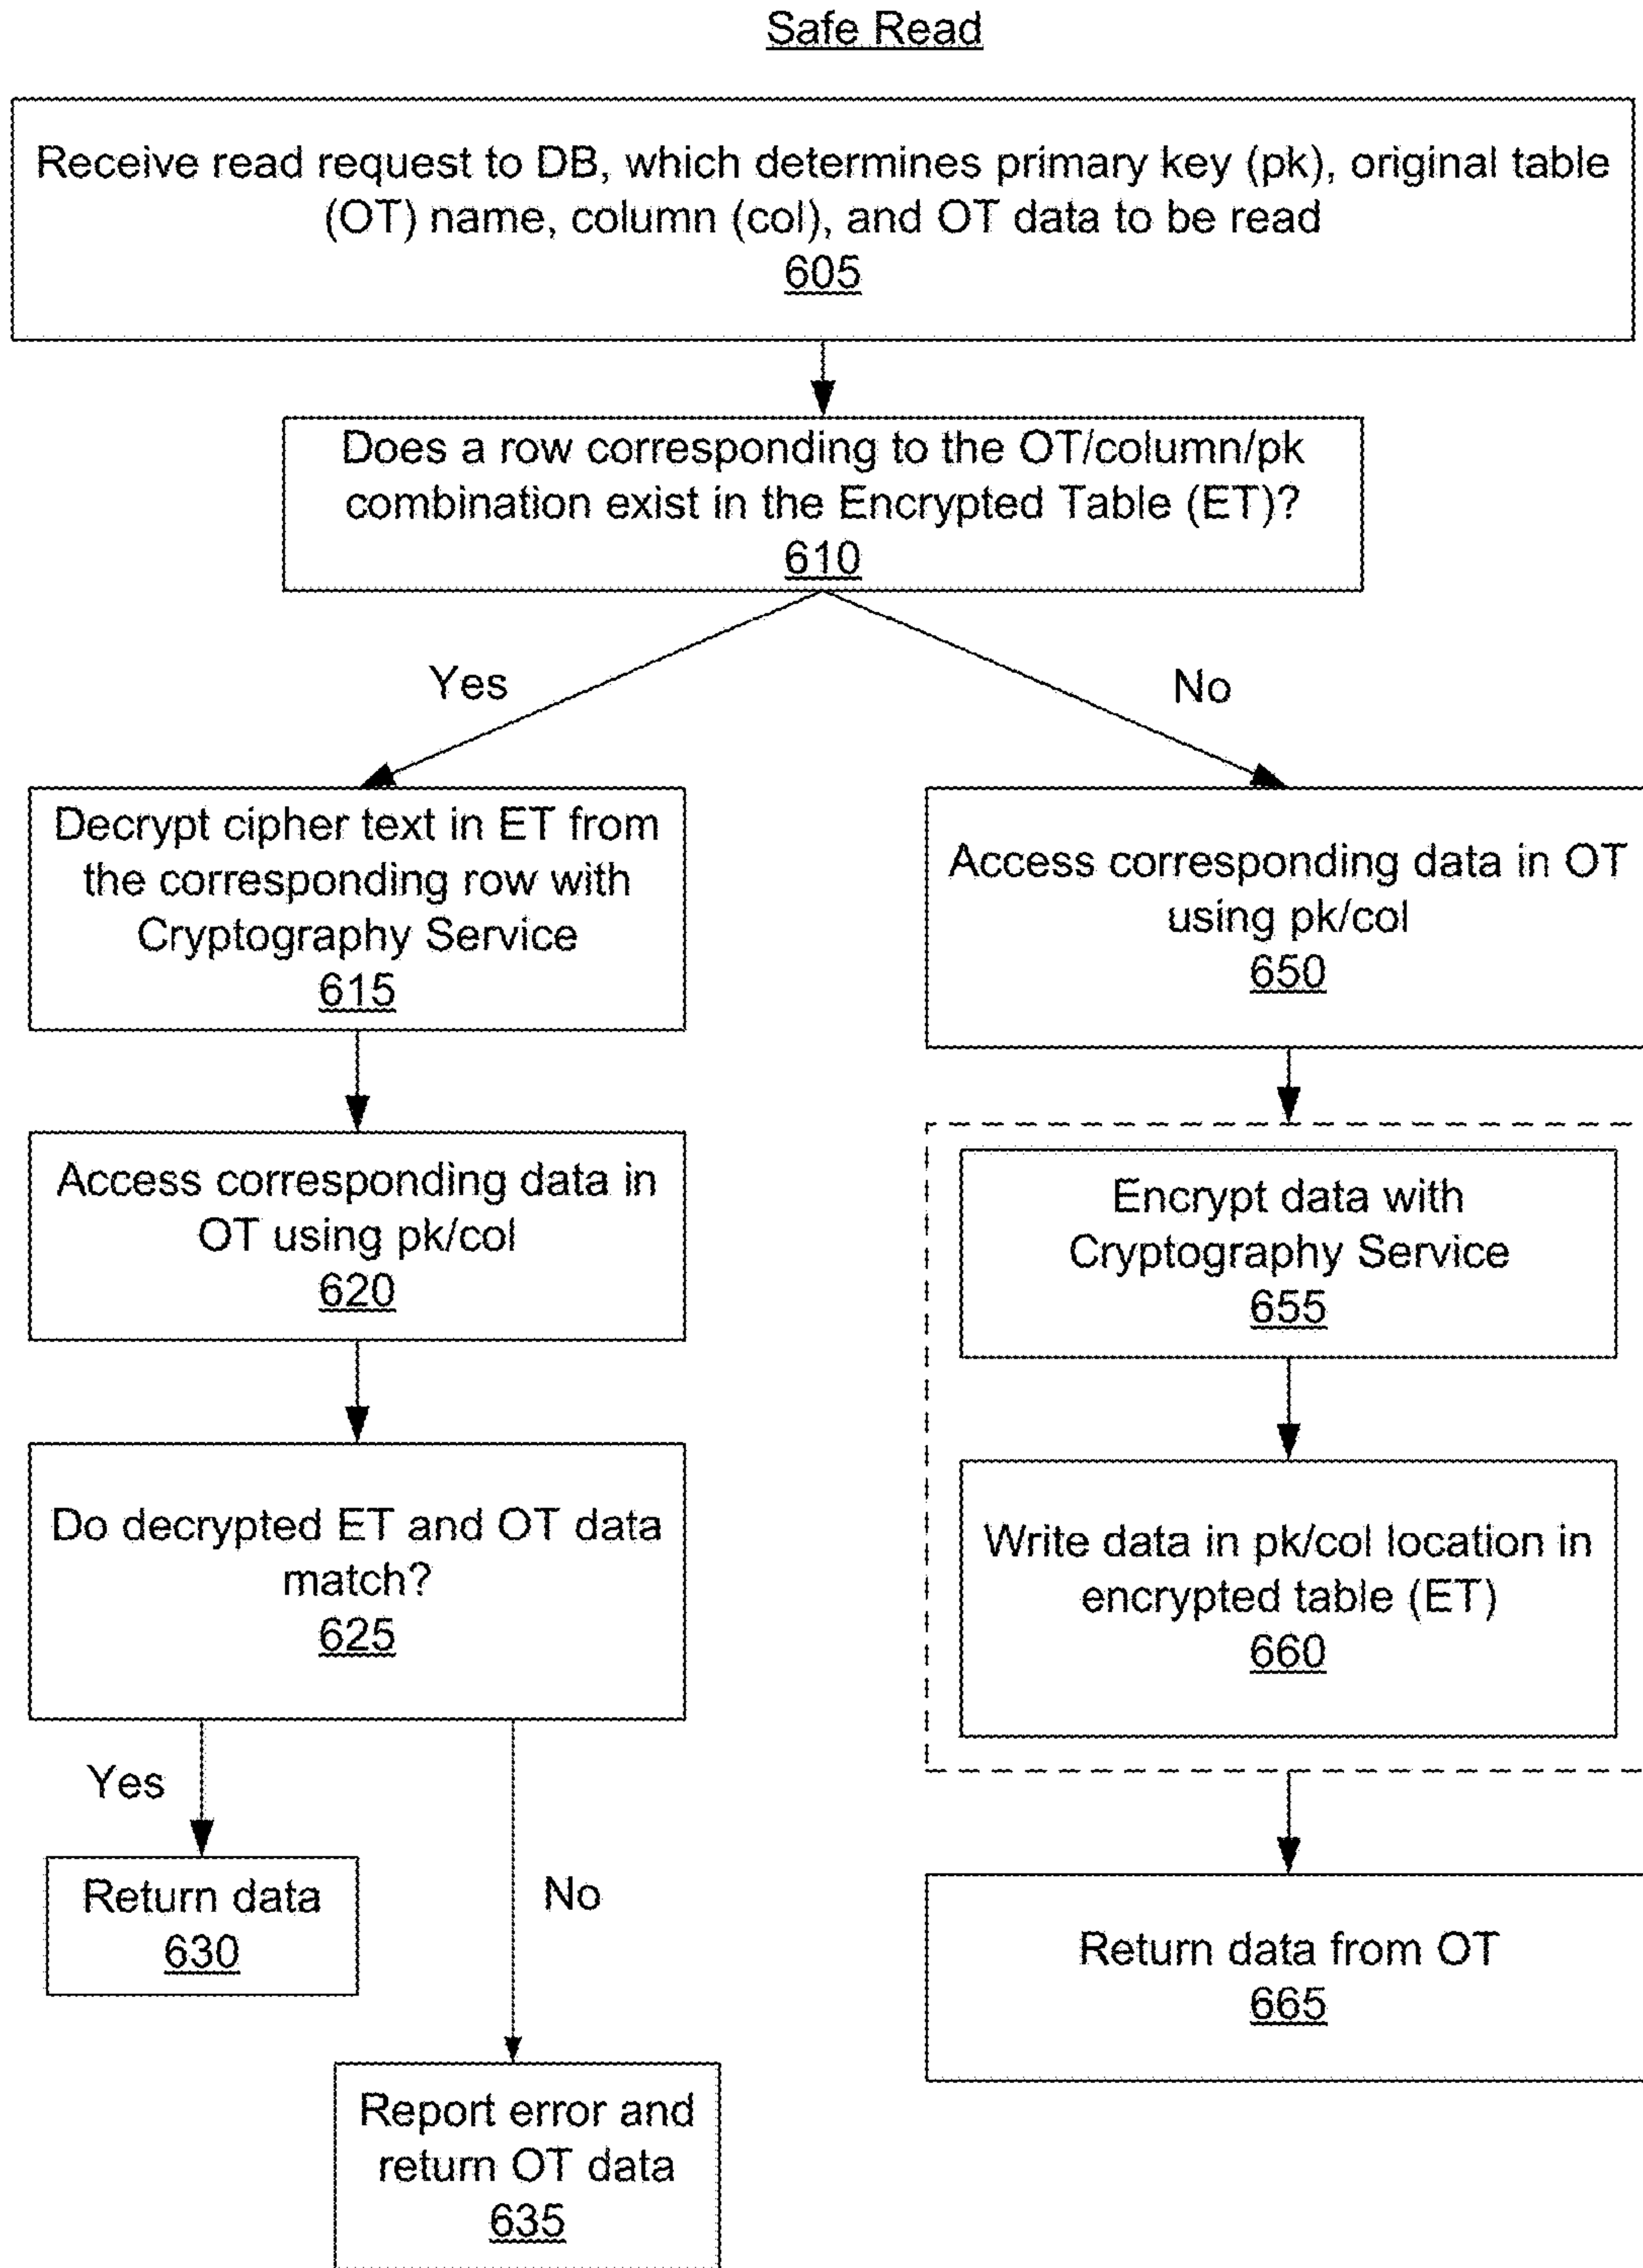 Safe Read
Receive read request to DB, which determines primary key (pk), original table
(OT) name, column (col), and OT data to be read
605
Does a row corresponding to the OT/column/pk
combination exist in the Encrypted Table (ET)?
610
Yes
No
Decrypt cipher text in ET from
the corresponding row with
Cryptography Service
615
Access corresponding data in
OT using pk/col
620
Do decrypted ET and OT data
match?
625
Yes
No
Return data
630
Report error and
return OT data
635
Access corresponding data in OT
using pk/col
650
Encrypt data with
Cryptography Service
655
Write data in pk/col location in
encrypted table (ET)
660
Return data from OT
665